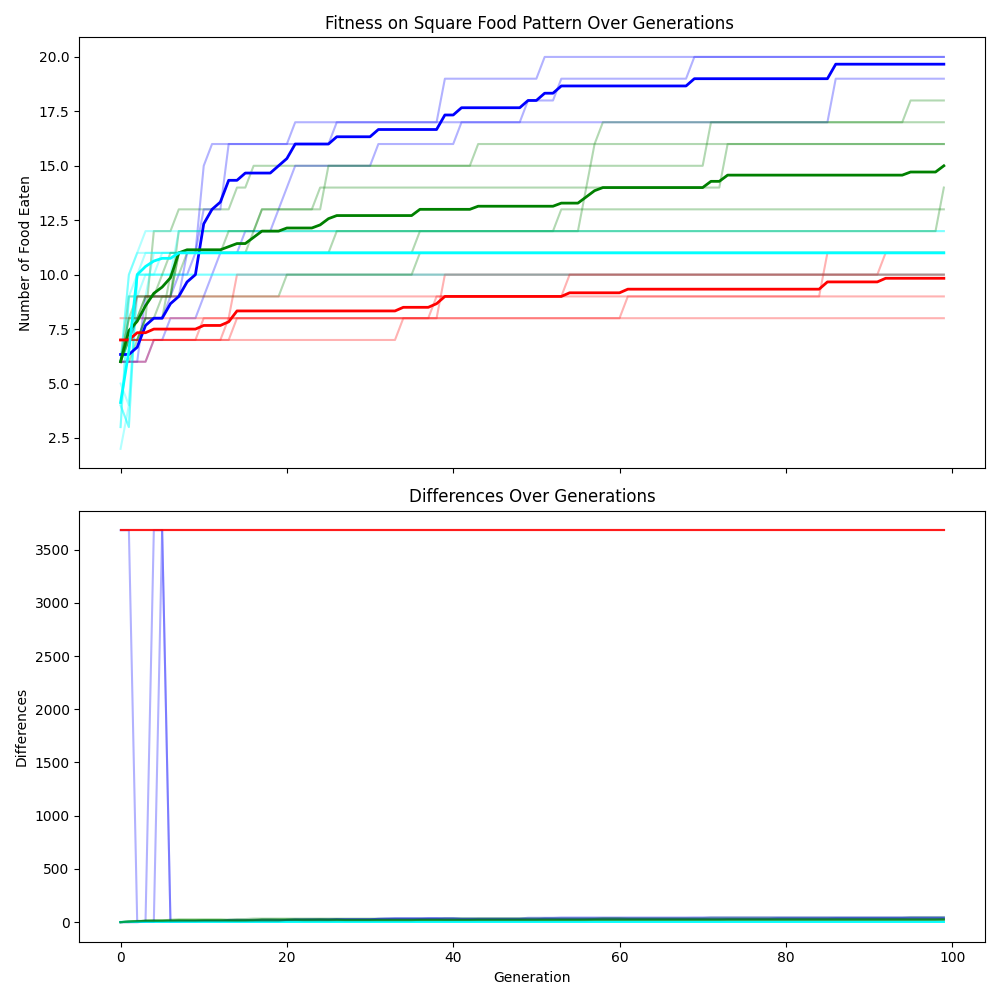 Fitness on Square Food Pattern Over Generations
20.0
17.5
15.0
12.5
10.0
7.5
5.0
2.5
Number of Food Eaten
Differences Over Generations
3500
3000
2500
2000
1500
1000
500
0
Differences
0 20 40 60 80 100
Generation